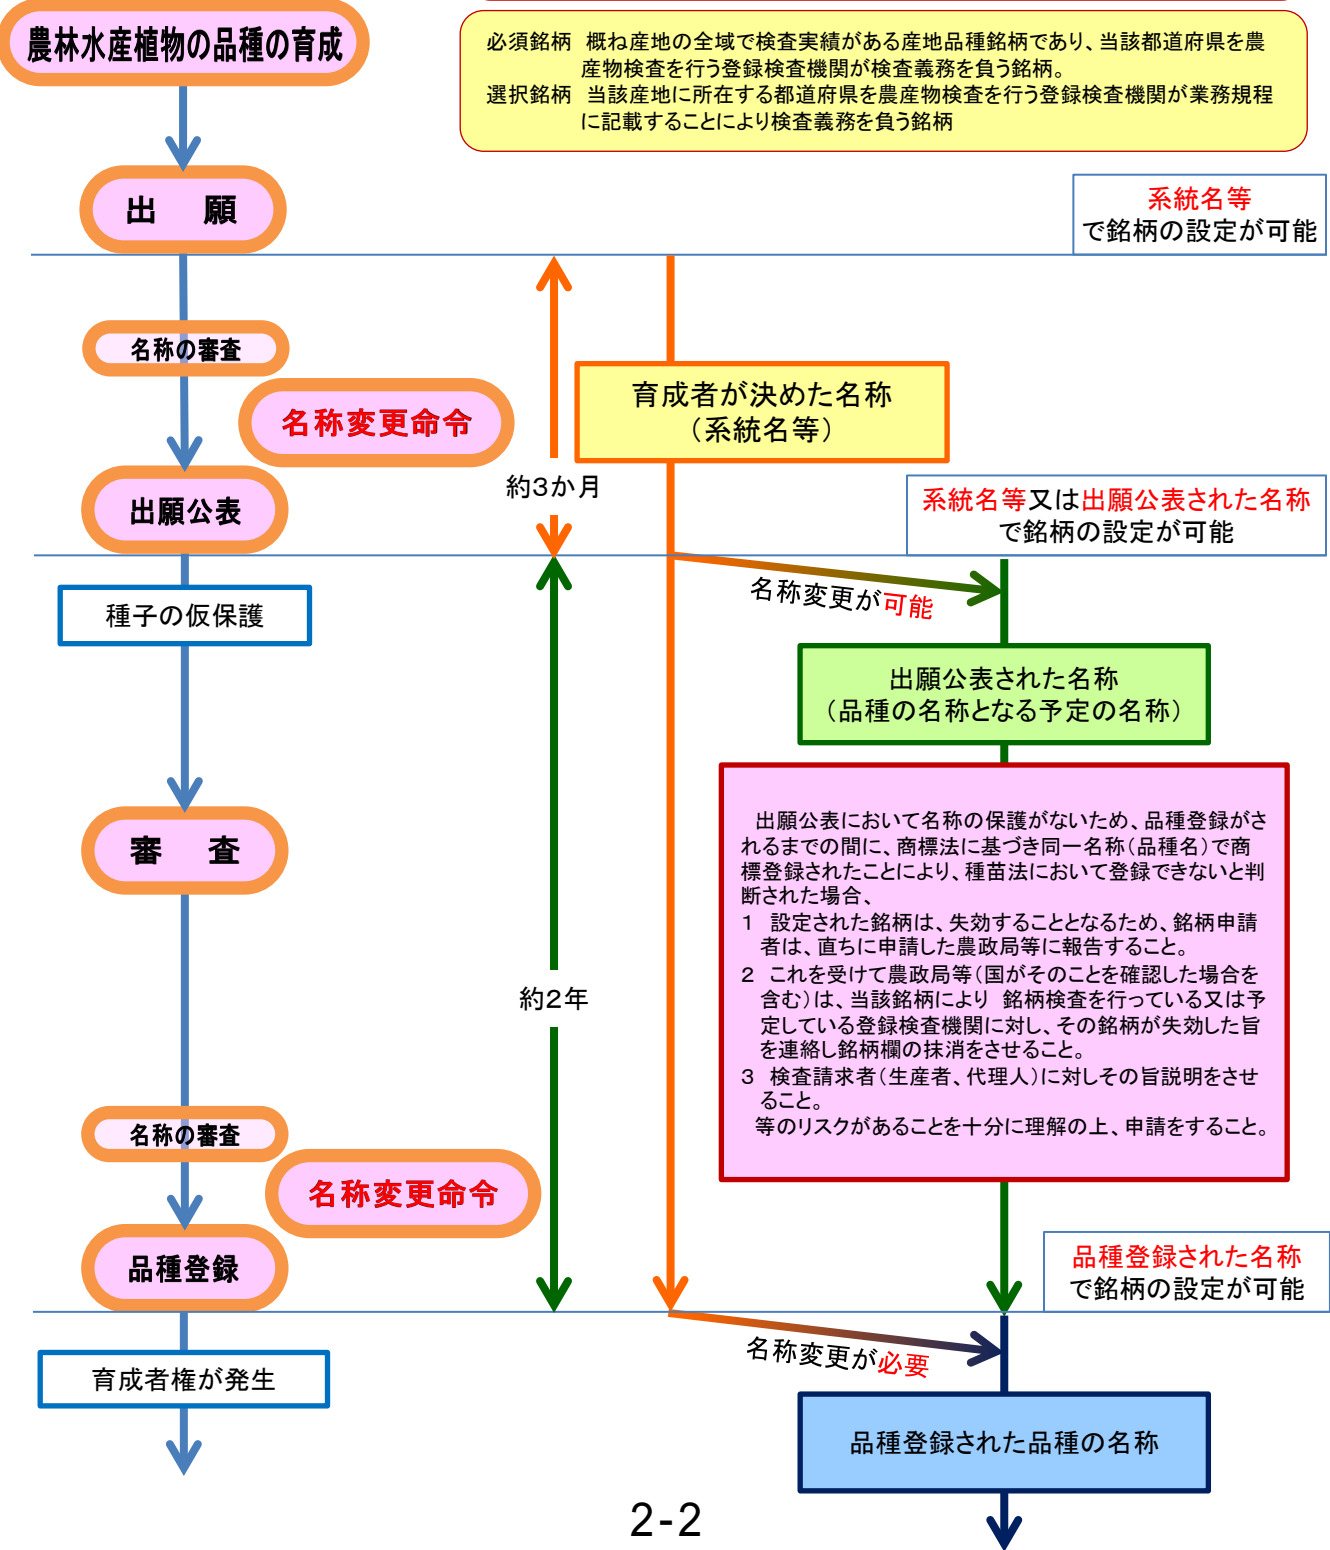 農林水産植物の品種の育成
必須銘柄　概ね産地の全域で検査実績がある産地品種銘柄であり、当該都道府県を農
産物検査を行う登録検査機関が検査義務を負う銘柄。
選択銘柄　当該産地に所在する都道府県を農産物検査を行う登録検査機関が業務規程
に記載することにより検査義務を負う銘柄
出　願
系統名等
で銘柄の設定が可能
名称の審査
名称変更命令
育成者が決めた名称
（系統名等）
約３か月
出願公表
系統名等又は出願公表された名称
で銘柄の設定が可能
名称変更が可能
種子の仮保護
出願公表された名称
（品種の名称となる予定の名称）
審　査
出願公表において名称の保護がないため、品種登録がさ
れるまでの間に、商標法に基づき同一名称（品種名）で商
標登録されたことにより、種苗法において登録できないと判
断された場合、
１　設定された銘柄は、失効することとなるため、銘柄申請
者は、直ちに申請した農政局等に報告すること。
２　これを受けて農政局等（国がそのことを確認した場合を
含む）は、当該銘柄により　銘柄検査を行っている又は予
定している登録検査機関に対し、その銘柄が失効した旨
を連絡し銘柄欄の抹消をさせること。
３　検査請求者（生産者、代理人）に対しその旨説明をさせ
ること。
等のリスクがあることを十分に理解の上、申請をすること。
約２年
名称の審査
名称変更命令
品種登録
品種登録された名称
で銘柄の設定が可能
名称変更が必要
育成者権が発生
品種登録された品種の名称
2-2